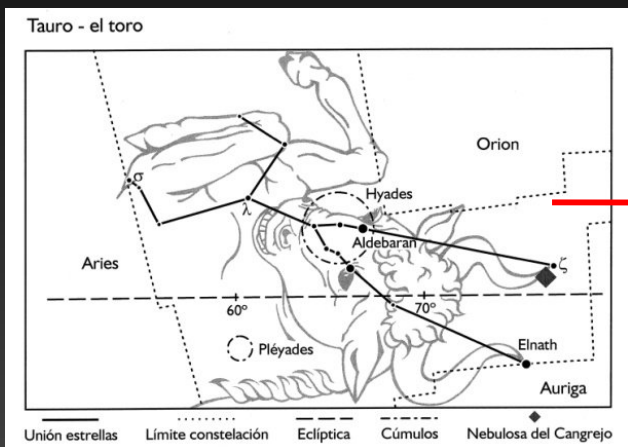 Tauro - el toro
Orion
σ
Hyades
λ
Aldebaran
Aries
ζ
60°
70°
Pléyades
Elnath
Auriga
Unión estrellas
Límite constelación
Eclíptica
Cúmulos
Nebulosa del Cangrejo